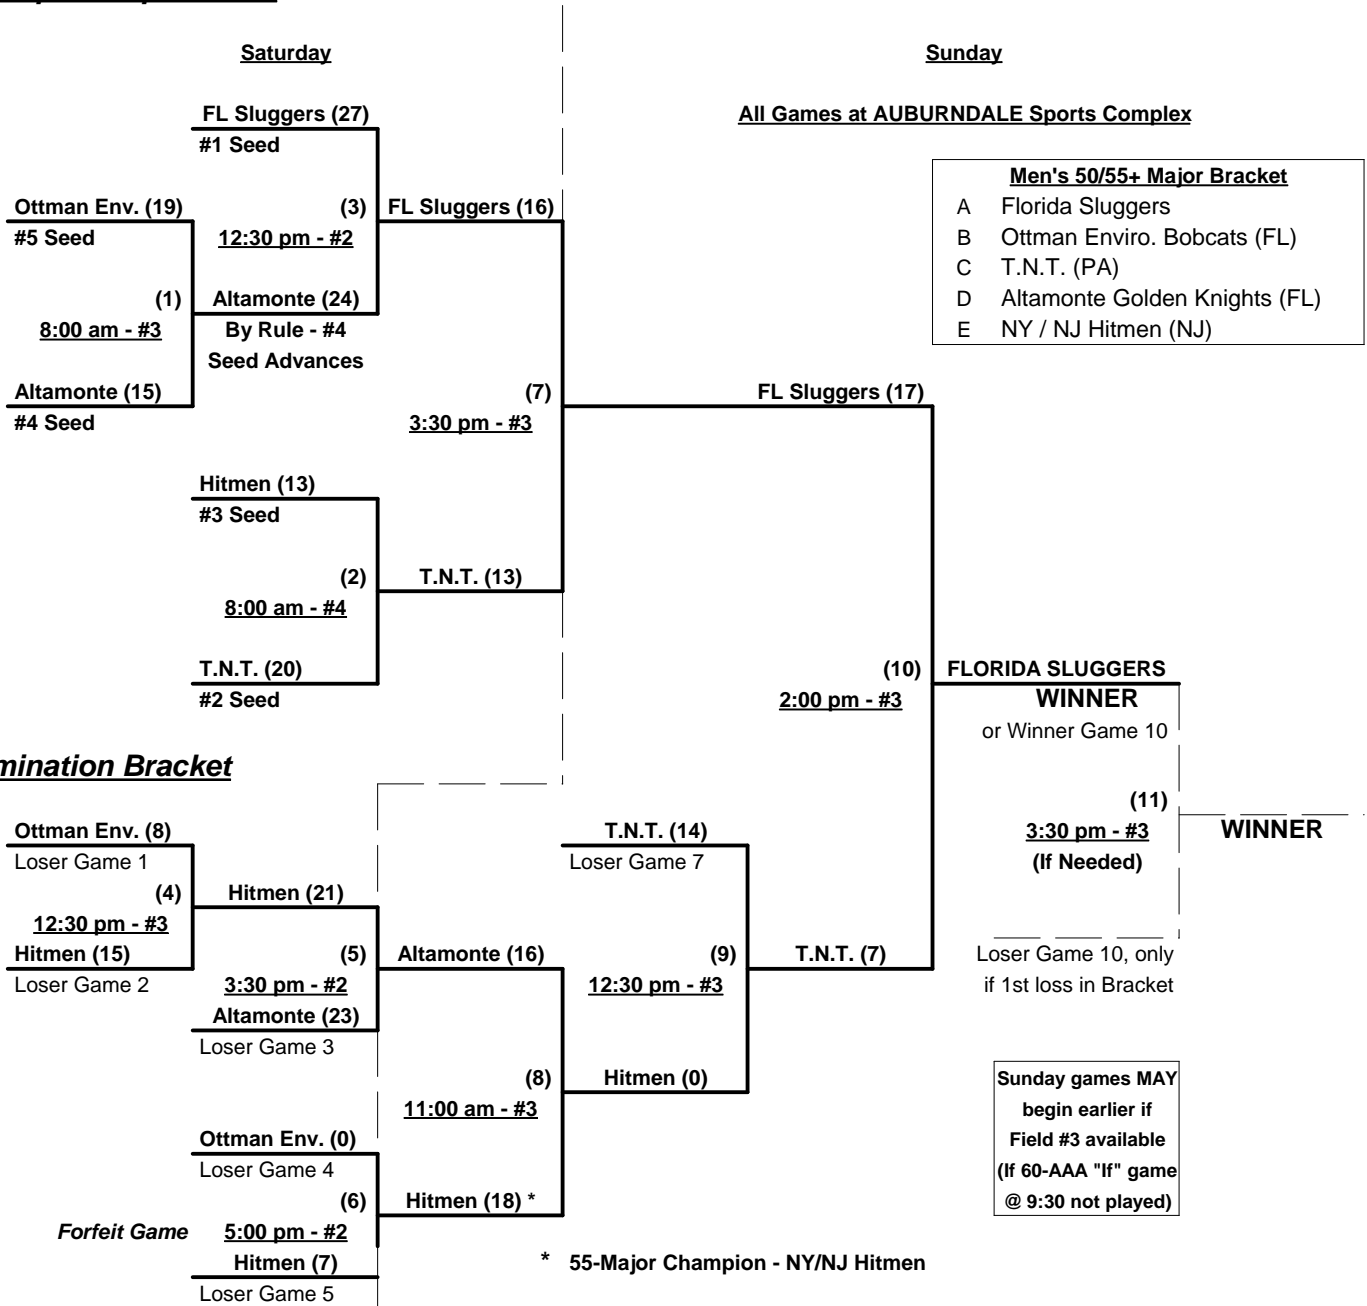 Saturday
Sunday
FL Sluggers (27)
#1 Seed
All Games at AUBURNDALE Sports Complex
Men's 50/55+ Major Bracket
A Florida Sluggers
B Ottman Enviro. Bobcats (FL)
C T.N.T. (PA)
D Altamonte Golden Knights (FL)
E NY / NJ Hitmen (NJ)
Ottman Env. (19)
#5 Seed
(3)
12:30 pm - #2
FL Sluggers (16)
(1)
8:00 am - #3
Altamonte (24)
By Rule - #4
Seed Advances
Altamonte (15)
#4 Seed
(7)
3:30 pm - #3
FL Sluggers (17)
Hitmen (13)
#3 Seed
(2)
8:00 am - #4
T.N.T. (13)
T.N.T. (20)
#2 Seed
(10)
2:00 pm - #3
FLORIDA SLUGGERS
WINNER
or Winner Game 10
mination Bracket
Ottman Env. (8)
Loser Game 1
(4)
12:30 pm - #3
Hitmen (21)
T.N.T. (14)
Loser Game 7
(11)
3:30 pm - #3
(If Needed)
WINNER
Hitmen (15)
Loser Game 2
(5)
3:30 pm - #2
Altamonte (16)
(9)
12:30 pm - #3
T.N.T. (7)
Loser Game 10, only
if 1st loss in Bracket
Altamonte (23)
Loser Game 3
(8)
11:00 am - #3
Hitmen (0)
Sunday games MAY
begin earlier if
Field #3 available
(If 60-AAA "If" game
@ 9:30 not played)
Ottman Env. (0)
Loser Game 4
(6)
Forfeit Game
5:00 pm - #2
Hitmen (18) *
Hitmen (7)
Loser Game 5
* 55-Major Champion - NY/NJ Hitmen